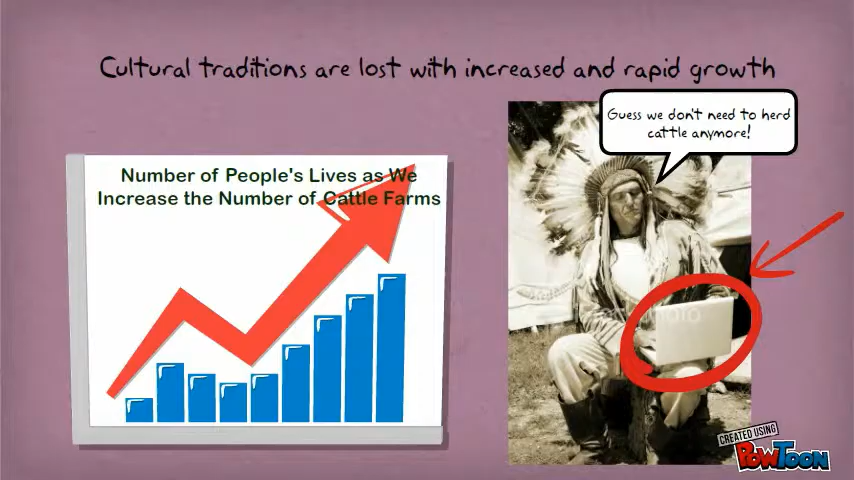 Cultural traditions are lost with increased and rapid growth
Guess we don't need to herd
cattle anymore!
Number of People's Lives as We
Increase the Number of Cattle Farms
CREATED USING
POWTOON